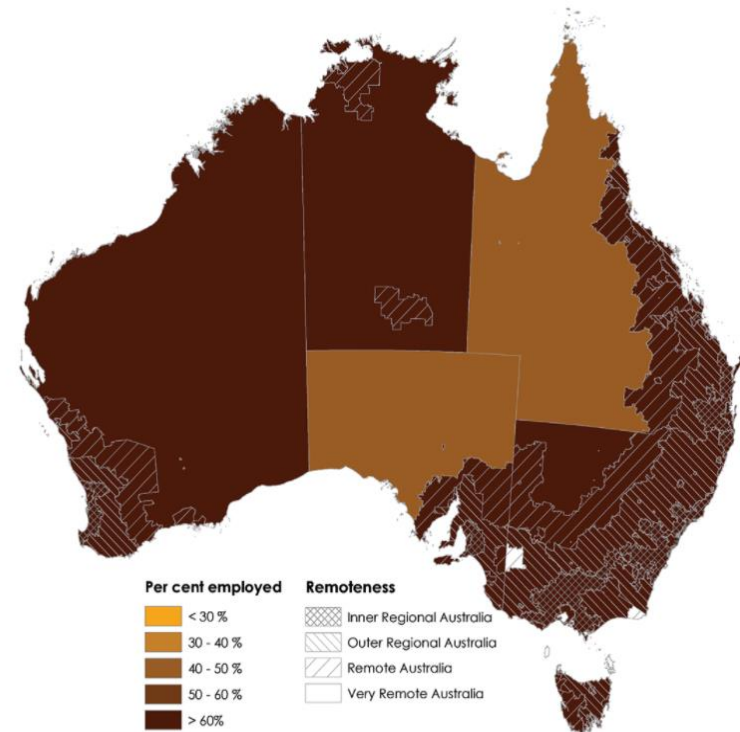 Per cent employed
< 30 %
30 - 40 %
40 - 50 %
50 - 60 %
> 60%
Remoteness
Inner Regional Australia
Outer Regional Australia
Remote Australia
Very Remote Australia